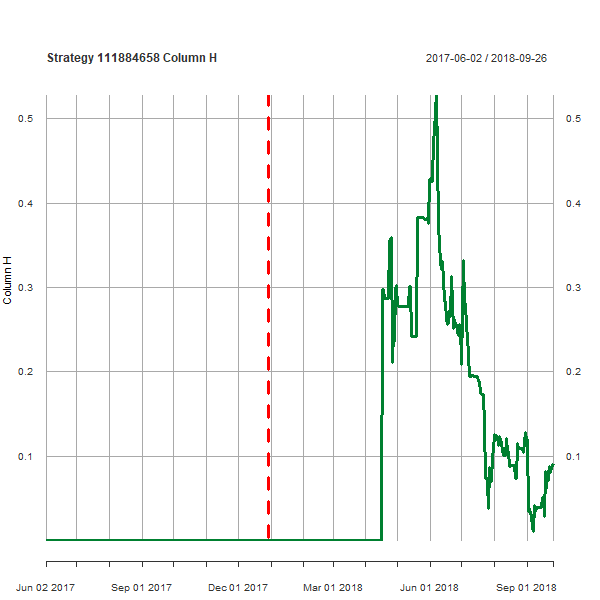 Strategy 111884658 Column H
2017-06-02 / 2018-09-26
0.5 0.5
0.4 0.4
0.3 0.3
0.2 0.2
0.1 0.1
Column H
Jun 02 2017 Sep 01 2017 Dec 01 2017 Mar 01 2018 Jun 01 2018 Sep 01 2018